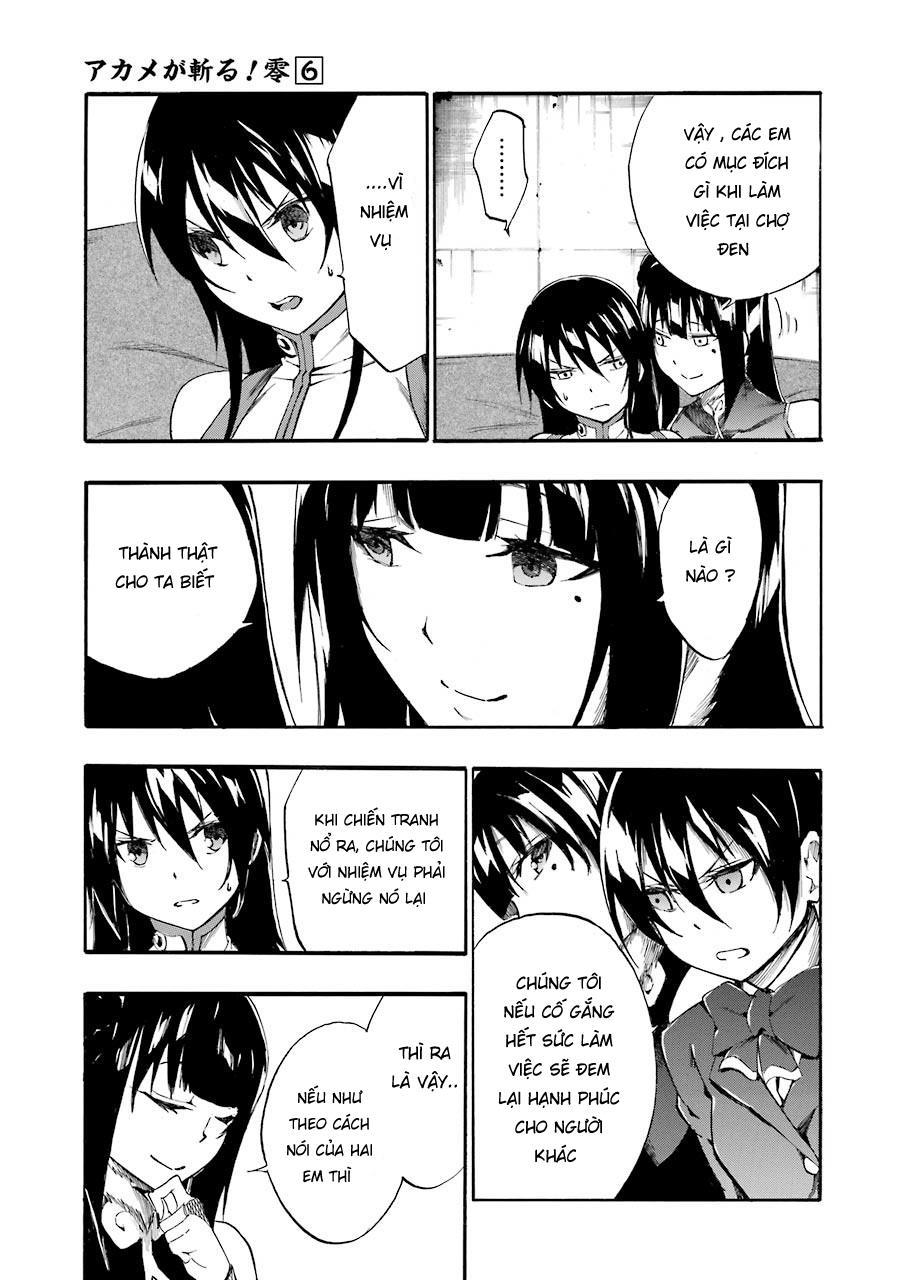 アカメが斬る!零6
VẬY , CÁC EM
CÓ MỤC ĐÍCH
GÌ KHI LÀM
VIỆC TẠI CHỢ
ĐEN
.........
....VÌ
NHIỆM
VỤ
LÀ GÌ
NÀO ?
THÀNH THẬT
CHO TA BIẾT
CHÚNG TÔI
NẾU CỐ GẮNG
HẾT SỨC LÀM
VIỆC SẼ ĐEM
LẠI HẠNH PHÚC
CHO NGƯỜI
KHÁC
KHI CHIẾN TRANH
NỔ RA, CHÚNG TÔI
VỚI NHIỆM VỤ PHẢI
NGỪNG NÓ LẠI
THÌ RA
LÀ VẬY..
NẾU NHƯ
THEO CÁCH
NÓI CỦA HAI
EM THÌ